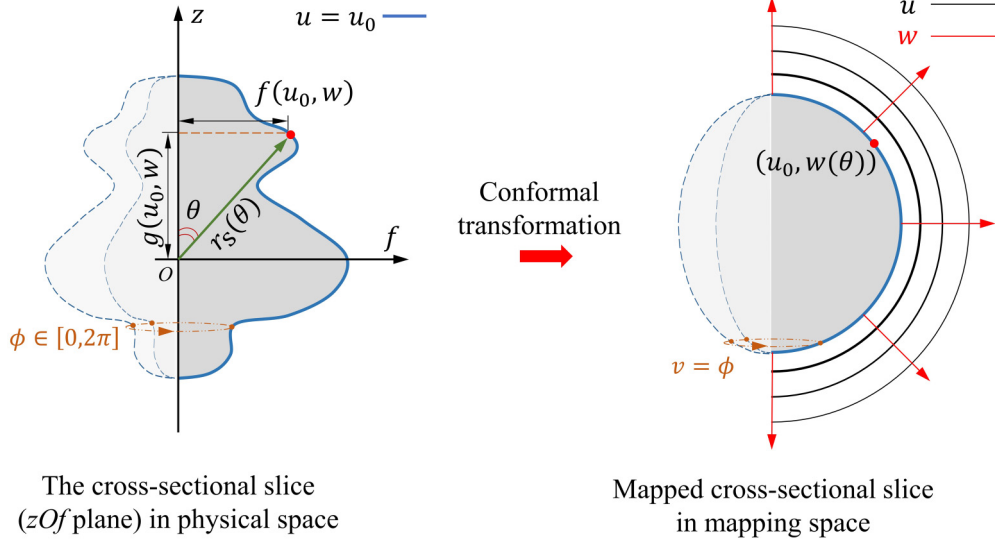 z
u = u₀
f(u₀, w)
g(u₀, w)
θ
rₛ(θ)
O
f
ϕ ∈ [0,2π]
The cross-sectional slice
(zOf plane) in physical space
Conformal
transformation
u
w
(u₀, w(θ))
v = ϕ
Mapped cross-sectional slice
in mapping space